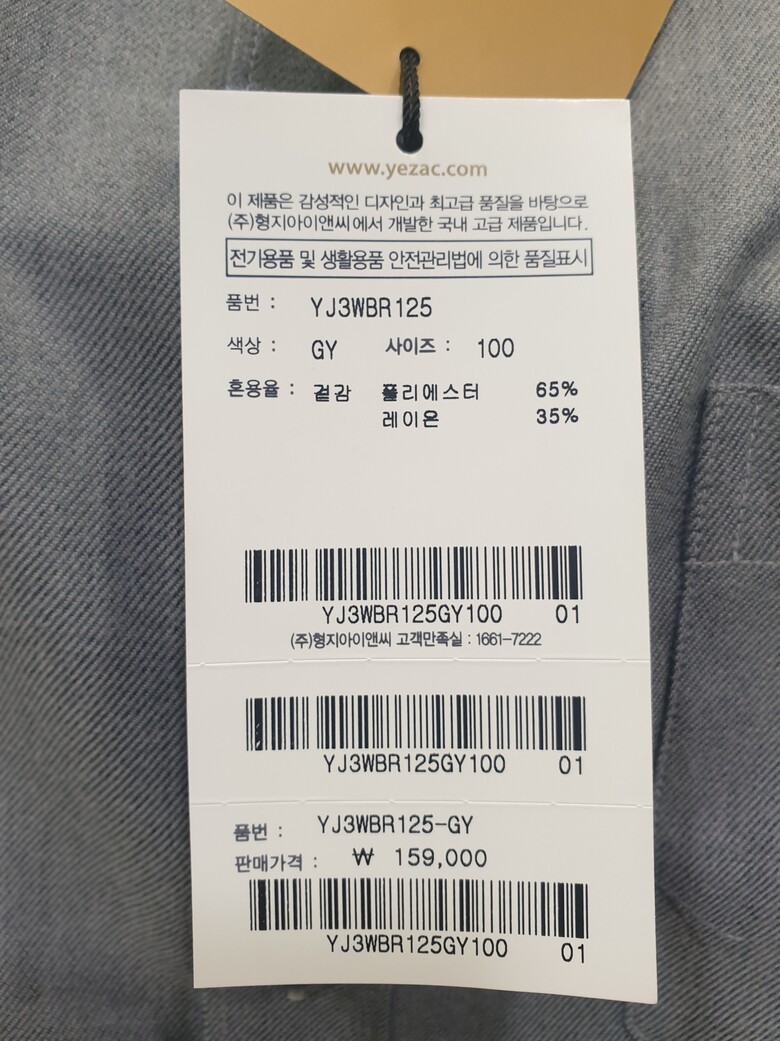 www.yezac.com
이 제품은 감성적인 디자인과 최고급 품질을 바탕으로
(주)형지아이앤씨에서 개발한 국내 고급 제품입니다.
전기용품 및 생활용품 안전관리법에 의한 품질표시
품번 : YJ3WBR125
색상 : GY 사이즈 : 100
혼용율 : 겉감 폴리에스터 65%
레이온 35%
YJ3WBR125GY100 01
(주)형지아이앤씨 고객만족실 : 1661-7222
YJ3WBR125GY100 01
품번 : YJ3WBR125-GY
판매가격 : ₩ 159,000
YJ3WBR125GY100 01